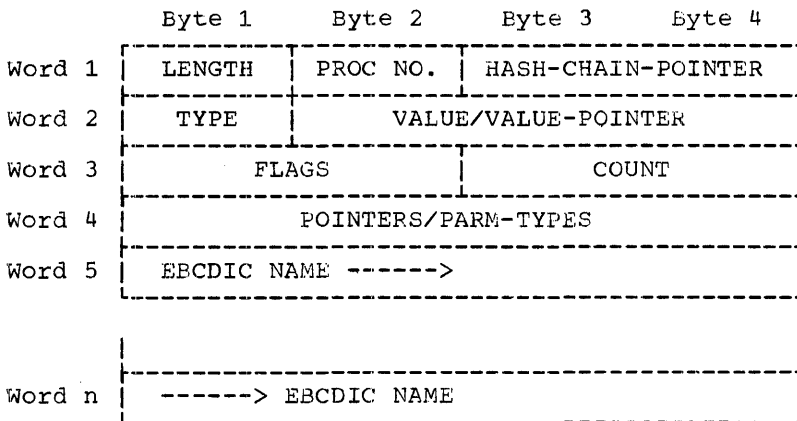 Byte 1 Byte 2 Byte 3 Byte 4
Word 1 LENGTH PROC NO. HASH-CHAIN-POINTER
Word 2 TYPE VALUE/VALUE-POINTER
Word 3 FLAGS COUNT
Word 4 POINTERS/PARM-TYPES
Word 5 EBCDIC NAME ------>
Word n ------> EBCDIC NAME